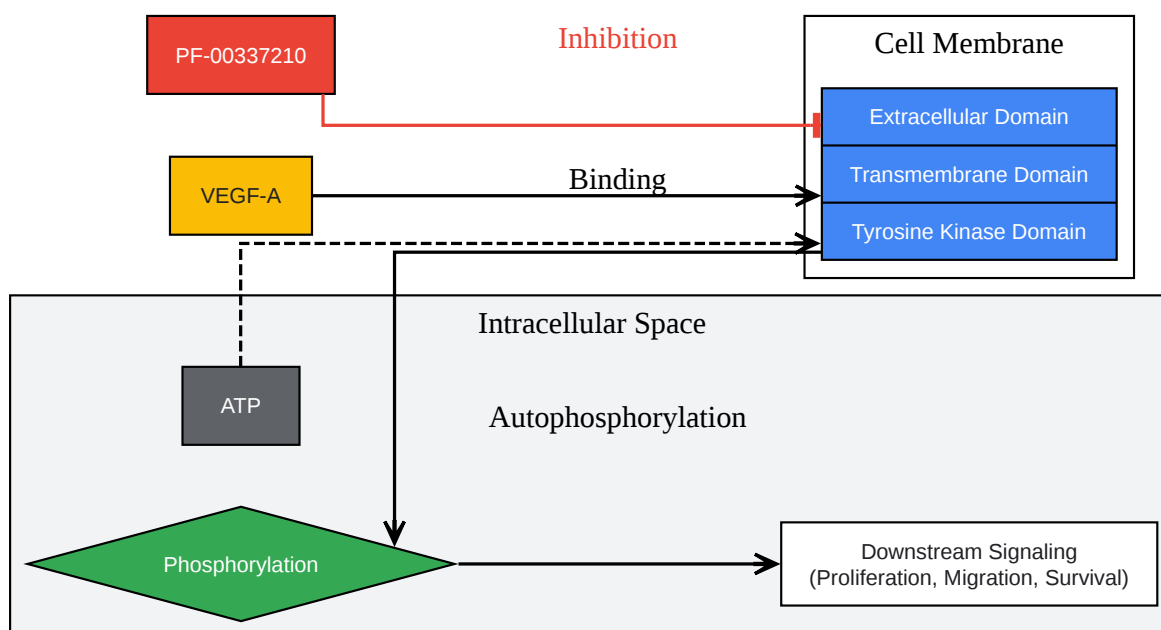 PF-00337210
Inhibition
Cell Membrane
Extracellular Domain
Binding
Transmembrane Domain
VEGF-A
Tyrosine Kinase Domain
Intracellular Space
ATP
Autophosphorylation
Phosphorylation
Downstream Signaling
(Proliferation, Migration, Survival)